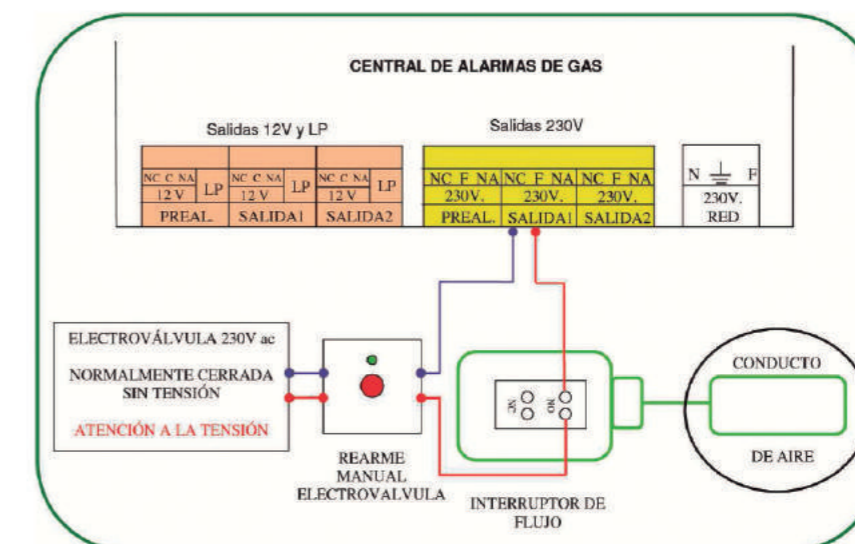 CENTRAL DE ALARMAS DE GAS
Salidas 12V y LP
Salidas 230V
NC C NA LP NC C NA LP NC C NA LP
12 V 12 V 12 V
PREAL. SALIDA1 SALIDA2
NC F NA NC F NA NC F NA
230V. 230V. 230V.
PREAL. SALIDA1 SALIDA2
N F
230V.
RED
ELECTROVÁLVULA 230V ac
NORMALMENTE CERRADA
SIN TENSIÓN
ATENCIÓN A LA TENSIÓN
REARME
MANUAL
ELECTROVALVULA
NC
NO
INTERRUPTOR DE
FLUJO
CONDUCTO
DE AIRE